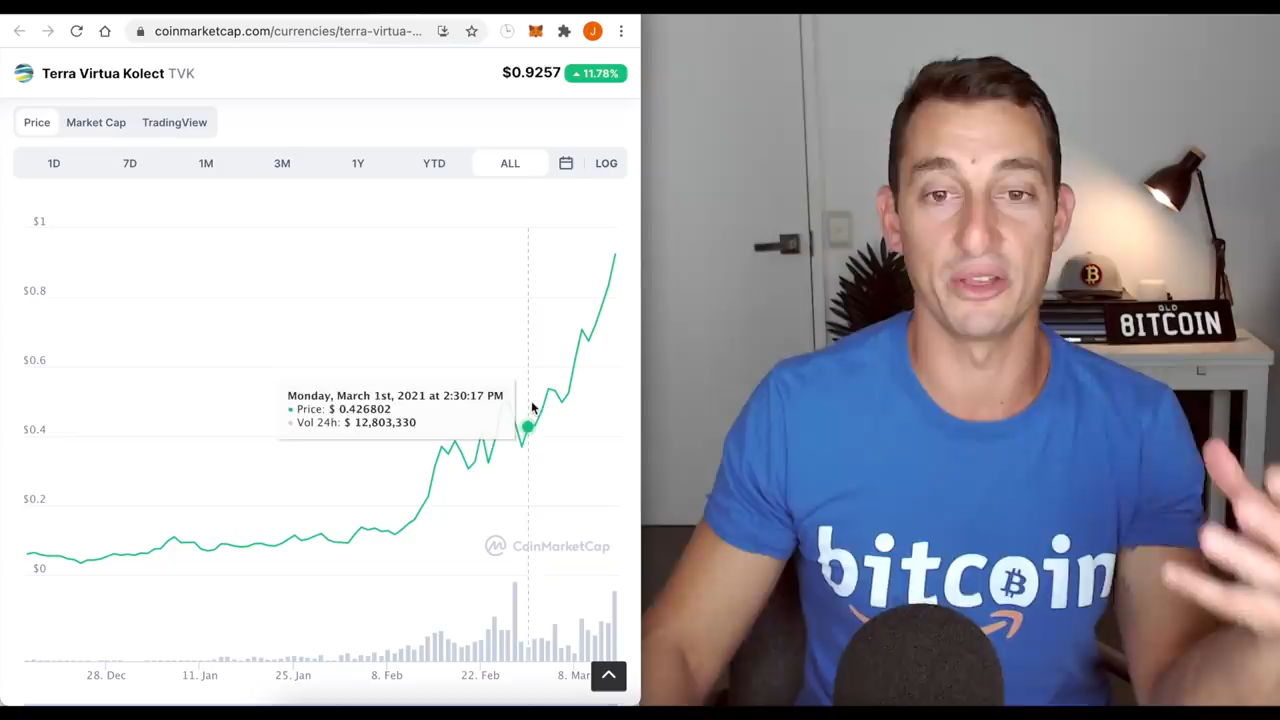 coinmarketcap.com/currencies/terra-virtua-...
J
Terra Virtua Kolect TVK
$0.9257
11.78%
Price Market Cap TradingView
1D 7D 1M 3M 1Y YTD ALL LOG
$1
$0.8
$0.6
Monday, March 1st, 2021 at 2:30:17 PM
Price: $ 0.426802
Vol 24h: $ 12,803,330
$0.4
$0.2
CoinMarketCap
$0
28. Dec 11. Jan 25. Jan 8. Feb 22. Feb 8. Mar
QLD
BITCOIN
bitcoin